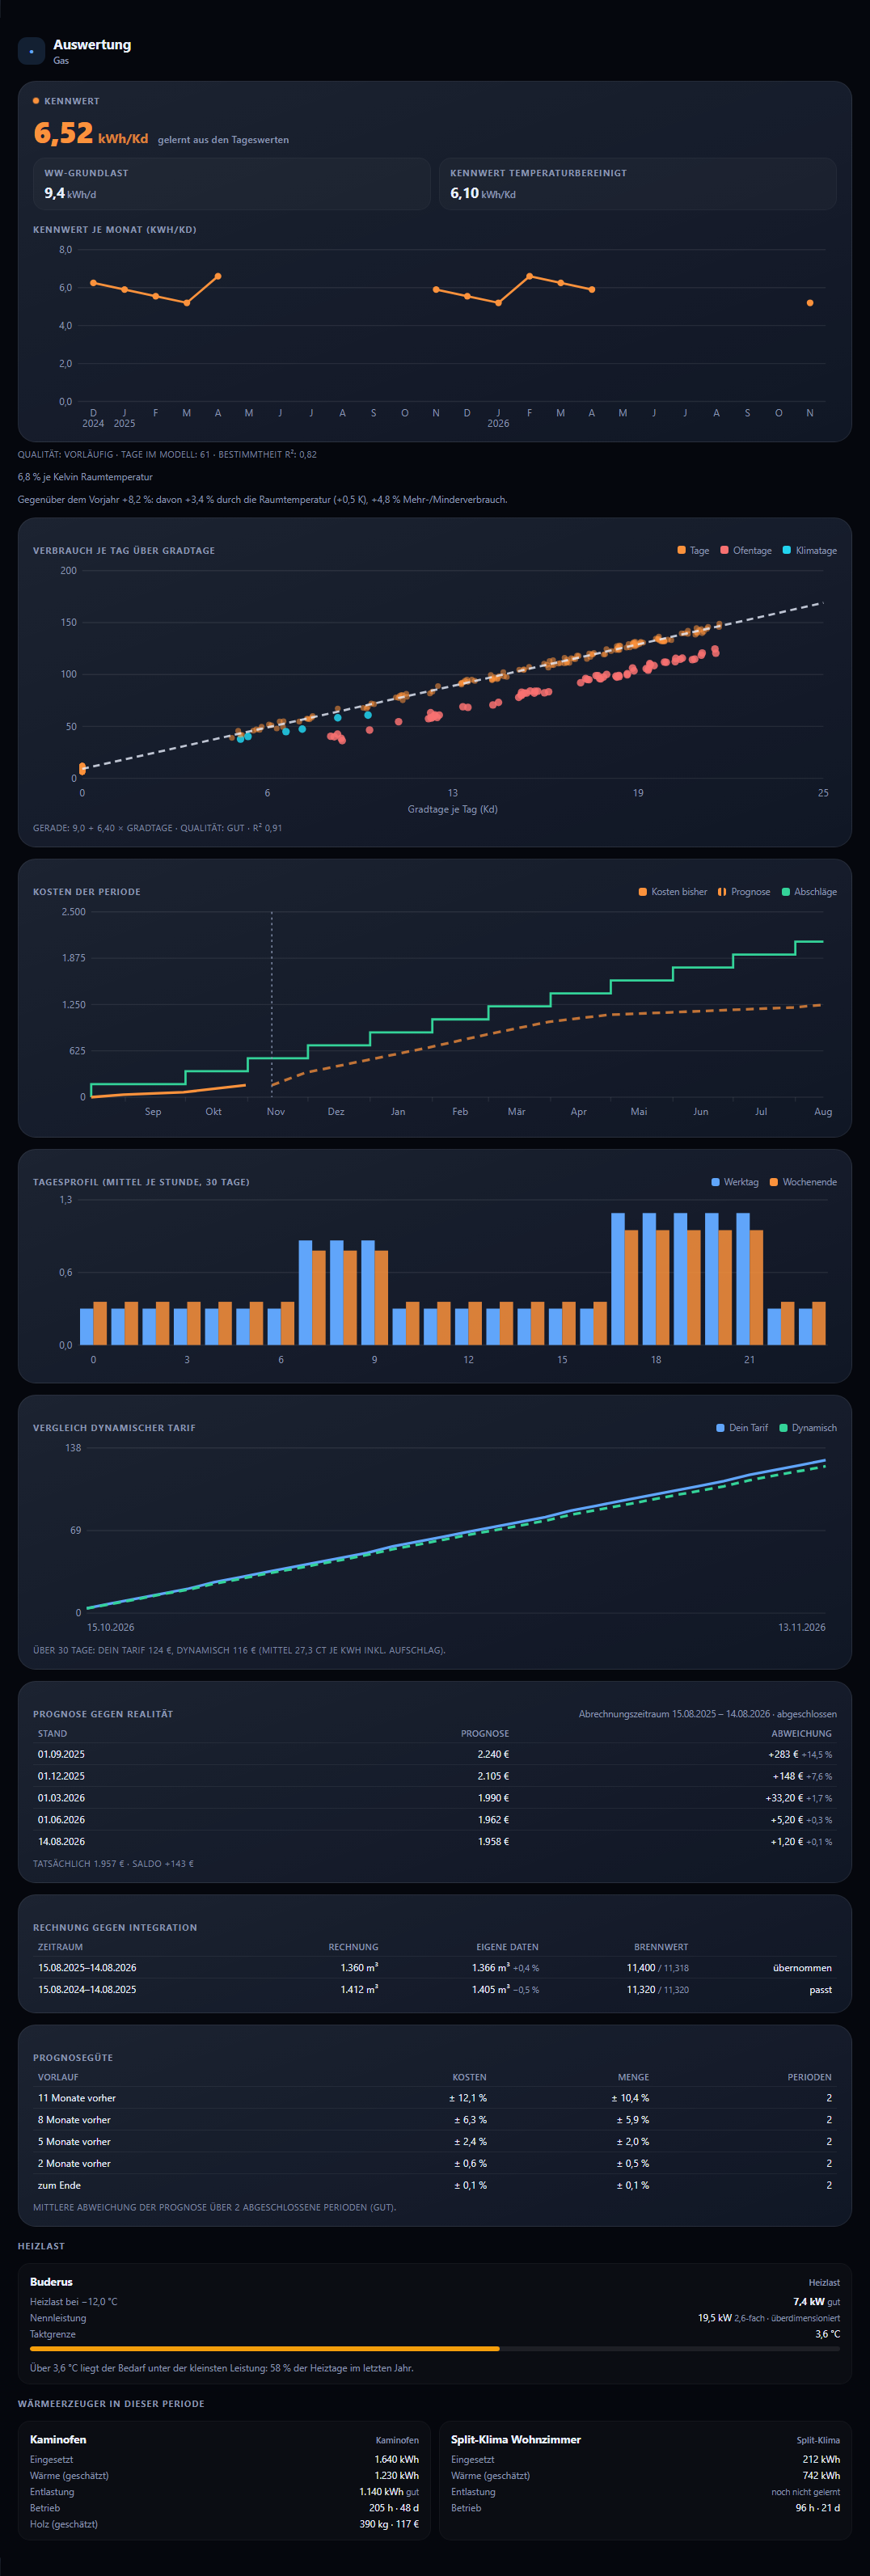 Auswertung
Gas
KENNWERT
6,52 kWh/Kd gelernt aus den Tageswerten
WW-GRUNDLAST
9,4 kWh/d
KENNWERT TEMPERATURBEREINIGT
6,10 kWh/Kd
KENNWERT JE MONAT (KWH/KD)
8,0
6,0
4,0
2,0
0,0
D J F M A M J J A S O N D J F M A M J J A S O N
2024 2025 2026
QUALITÄT: VORLÄUFIG · TAGE IM MODELL: 61 · BESTIMMTHEIT R²: 0,82
6,8 % je Kelvin Raumtemperatur
Gegenüber dem Vorjahr +8,2 %: davon +3,4 % durch die Raumtemperatur (+0,5 K), +4,8 % Mehr-/Minderverbrauch.
VERBRAUCH JE TAG ÜBER GRADTAGE
Tage Ofentage Klimatage
200
150
100
50
0
0 6 13 19 25
Gradtage je Tag (Kd)
GERADE: 9,0 + 6,40 × GRADTAGE · QUALITÄT: GUT · R² 0,91
KOSTEN DER PERIODE
Kosten bisher Prognose Abschläge
2.500
1.875
1.250
625
0
Sep Okt Nov Dez Jan Feb Mär Apr Mai Jun Jul Aug
TAGESPROFIL (MITTEL JE STUNDE, 30 TAGE)
Werktag Wochenende
1,3
0,6
0,0
0 3 6 9 12 15 18 21
VERGLEICH DYNAMISCHER TARIF
Dein Tarif Dynamisch
138
69
0
15.10.2026 13.11.2026
ÜBER 30 TAGE: DEIN TARIF 124 €, DYNAMISCH 116 € (MITTEL 27,3 CT JE KWH INKL. AUFSCHLAG).
PROGNOSE GEGEN REALITÄT
Abrechnungszeitraum 15.08.2025 – 14.08.2026 · abgeschlossen
STAND PROGNOSE ABWEICHUNG
01.09.2025 2.240 € +283 € +14,5 %
01.12.2025 2.105 € +148 € +7,6 %
01.03.2026 1.990 € +33,20 € +1,7 %
01.06.2026 1.962 € +5,20 € +0,3 %
14.08.2026 1.958 € +1,20 € +0,1 %
TATSÄCHLICH 1.957 € · SALDO +143 €
RECHNUNG GEGEN INTEGRATION
ZEITRAUM RECHNUNG EIGENE DATEN BRENNWERT
15.08.2025–14.08.2026 1.360 m³ 1.366 m³ +0,4 % 11,400 / 11,318 übernommen
15.08.2024–14.08.2025 1.412 m³ 1.405 m³ −0,5 % 11,320 / 11,320 passt
PROGNOSEGÜTE
VORLAUF KOSTEN MENGE PERIODEN
11 Monate vorher ± 12,1 % ± 10,4 % 2
8 Monate vorher ± 6,3 % ± 5,9 % 2
5 Monate vorher ± 2,4 % ± 2,0 % 2
2 Monate vorher ± 0,6 % ± 0,5 % 2
zum Ende ± 0,1 % ± 0,1 % 2
MITTLERE ABWEICHUNG DER PROGNOSE ÜBER 2 ABGESCHLOSSENE PERIODEN (GUT).
HEIZLAST
Buderus Heizlast
Heizlast bei −12,0 °C 7,4 kW gut
Nennleistung 19,5 kW 2,6-fach · überdimensioniert
Taktgrenze 3,6 °C
Über 3,6 °C liegt der Bedarf unter der kleinsten Leistung: 58 % der Heiztage im letzten Jahr.
WÄRMEERZEUGER IN DIESER PERIODE
Kaminofen Kaminofen
Eingesetzt 1.640 kWh
Wärme (geschätzt) 1.230 kWh
Entlastung 1.140 kWh gut
Betrieb 205 h · 48 d
Holz (geschätzt) 390 kg · 117 €
Split-Klima Wohnzimmer Split-Klima
Eingesetzt 212 kWh
Wärme (geschätzt) 742 kWh
Entlastung noch nicht gelernt
Betrieb 96 h · 21 d